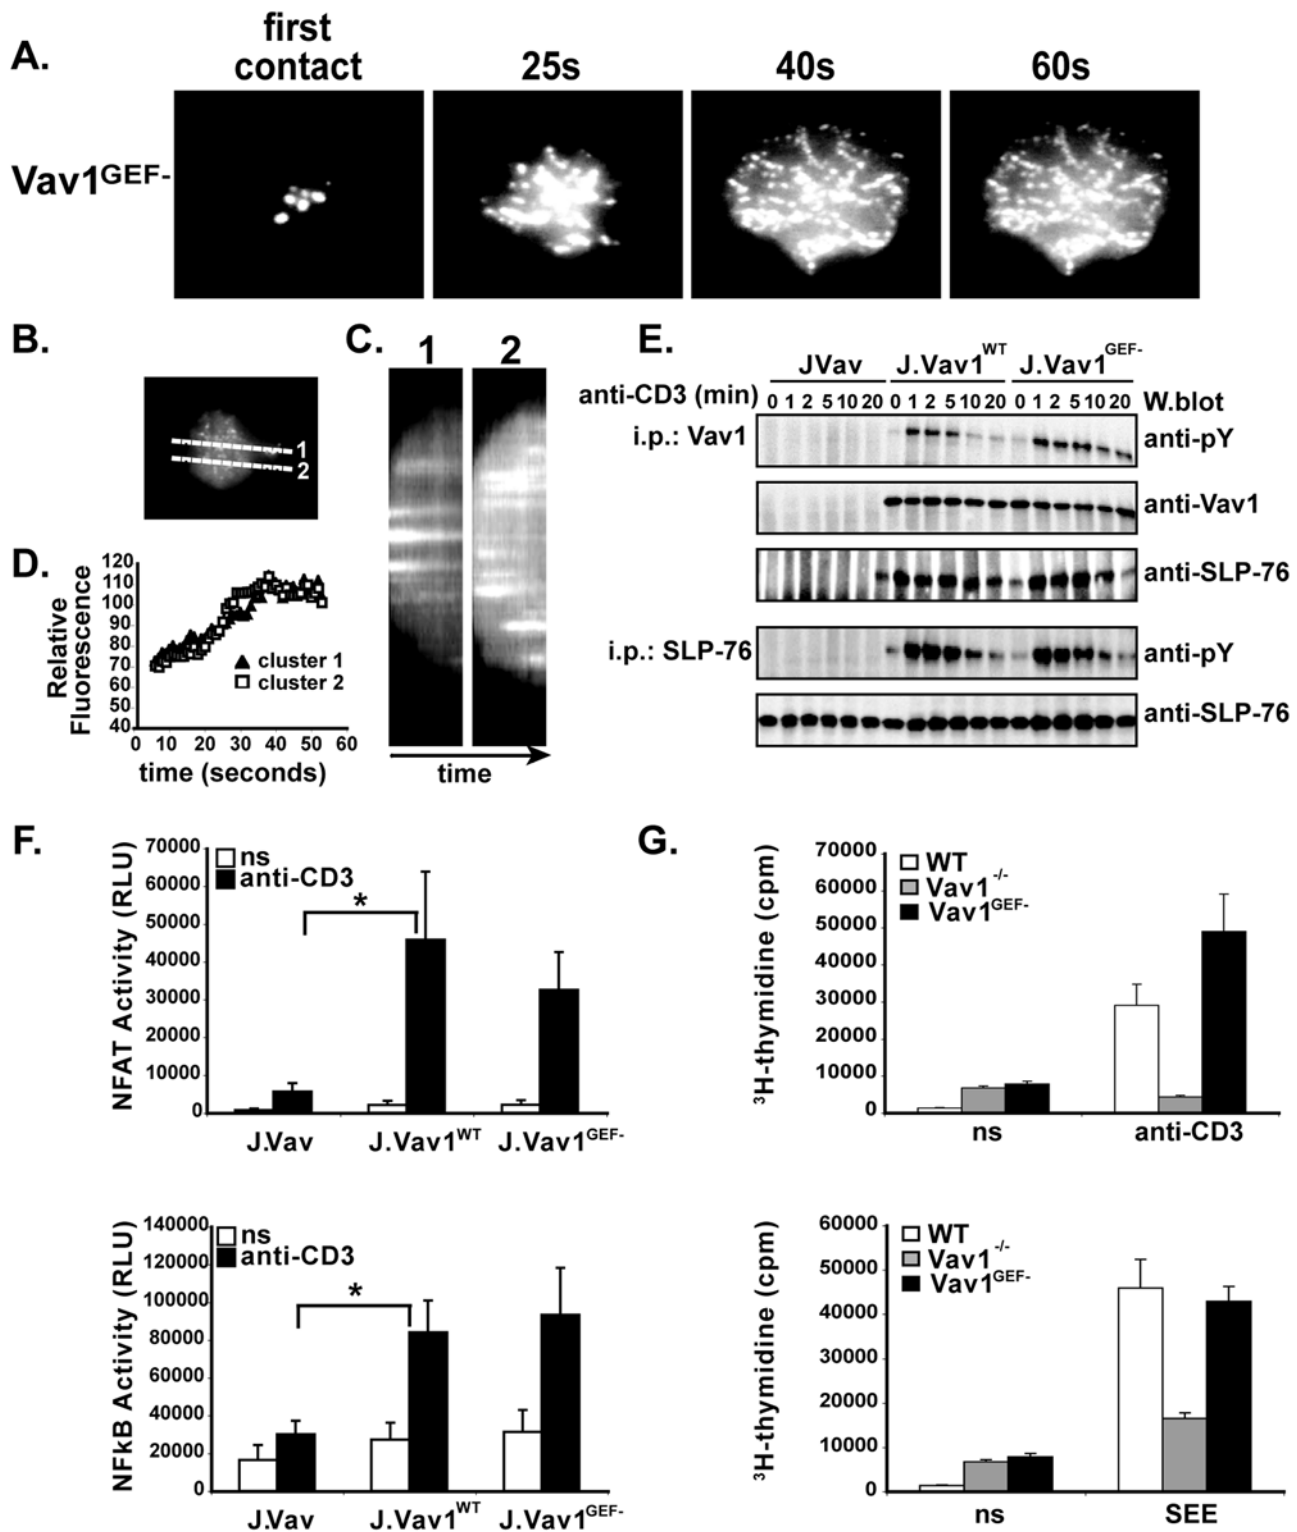 A.
first
contact
25s
40s
60s
Vav1GEF-
B.
1
2
C.
1
2
time
D.
Relative
Fluorescence
120
110
100
90
80
70
60
50
40
cluster 1
cluster 2
0 10 20 30 40 50 60
time (seconds)
E.
JVav J.Vav1WT J.Vav1GEF-
anti-CD3 (min) 0 1 2 5 10 20 0 1 2 5 10 20 0 1 2 5 10 20 W.blot
i.p.: Vav1 anti-pY
anti-Vav1
anti-SLP-76
i.p.: SLP-76 anti-pY
anti-SLP-76
F.
NFAT Activity (RLU)
70000
60000
50000
40000
30000
20000
10000
0
ns
anti-CD3
*
J.Vav J.Vav1WT J.Vav1GEF-
NFkB Activity (RLU)
140000
120000
100000
80000
60000
40000
20000
0
ns
anti-CD3
*
J.Vav J.Vav1WT J.Vav1GEF-
G.
3H-thymidine (cpm)
70000
60000
50000
40000
30000
20000
10000
0
WT
Vav1-/-
Vav1GEF-
ns anti-CD3
3H-thymidine (cpm)
60000
50000
40000
30000
20000
10000
0
WT
Vav1-/-
Vav1GEF-
ns SEE